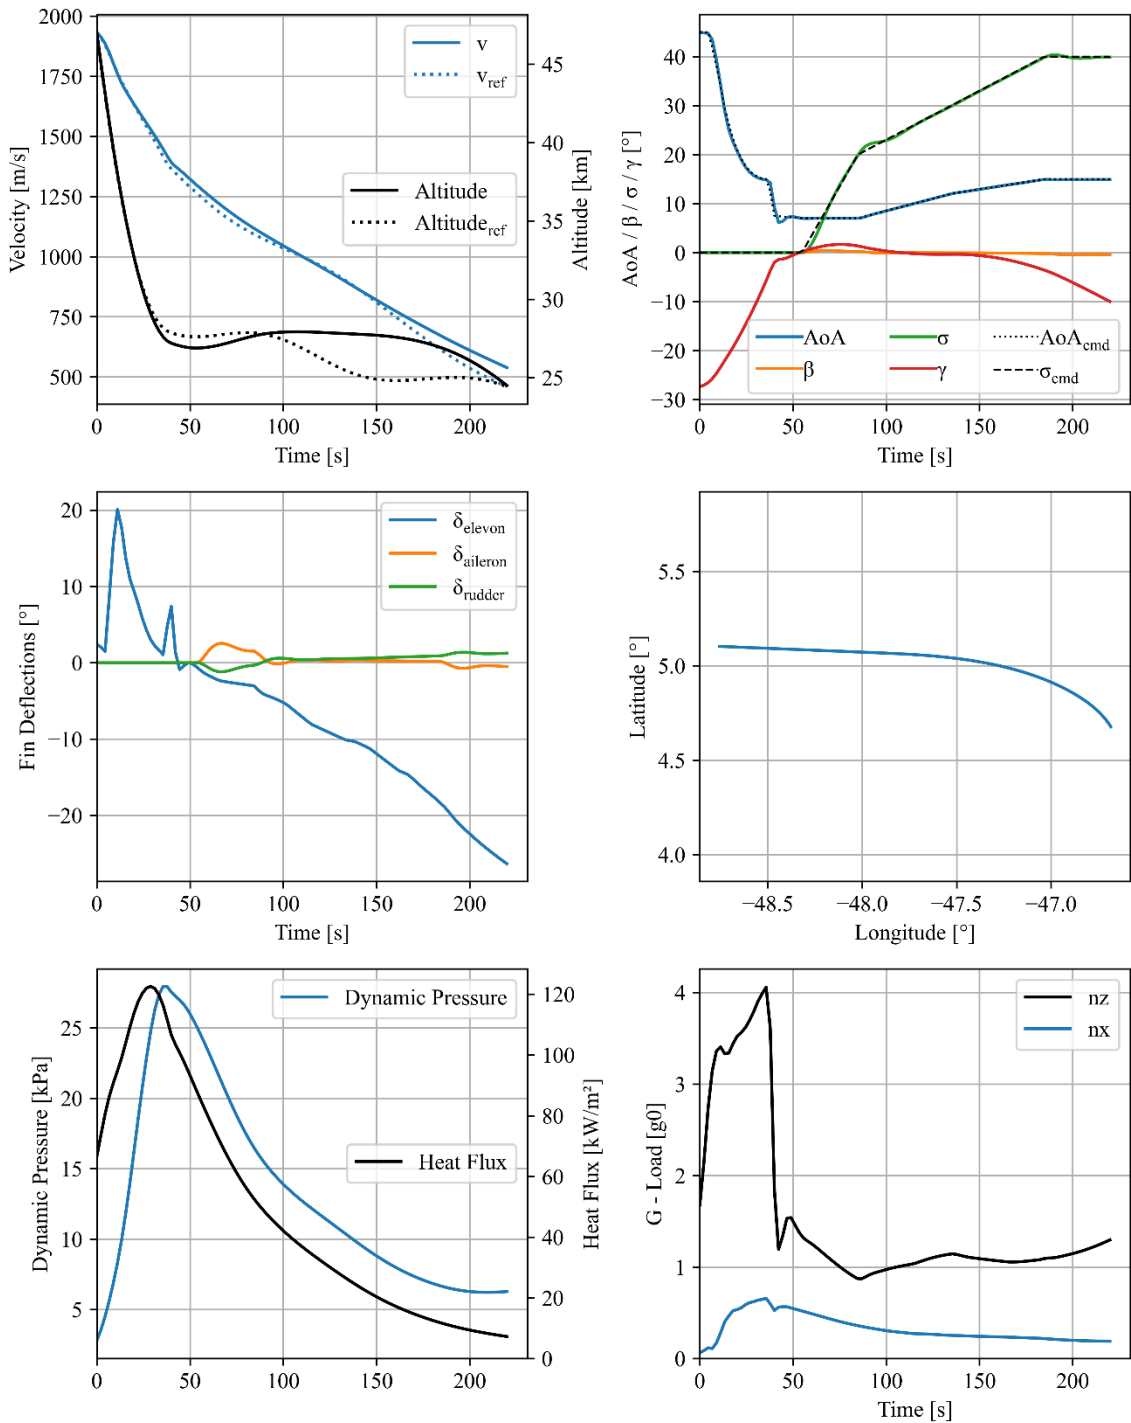 2000
1750
1500
1250
1000
750
500
Velocity [m/s]
v
v_ref
Altitude
Altitude_ref
45
40
35
30
25
Altitude [km]
0 50 100 150 200
Time [s]
40
30
20
10
0
−10
−20
−30
AoA / β / σ / γ [°]
AoA σ AoA_cmd
β γ σ_cmd
0 50 100 150 200
Time [s]
20
10
0
−10
−20
Fin Deflections [°]
δ_elevon
δ_aileron
δ_rudder
0 50 100 150 200
Time [s]
5.5
5.0
4.5
4.0
Latitude [°]
−48.5 −48.0 −47.5 −47.0
Longitude [°]
25
20
15
10
5
Dynamic Pressure [kPa]
Dynamic Pressure
Heat Flux
120
100
80
60
40
20
0
Heat Flux [kW/m²]
0 50 100 150 200
Time [s]
4
3
2
1
0
G - Load [g0]
nz
nx
0 50 100 150 200
Time [s]